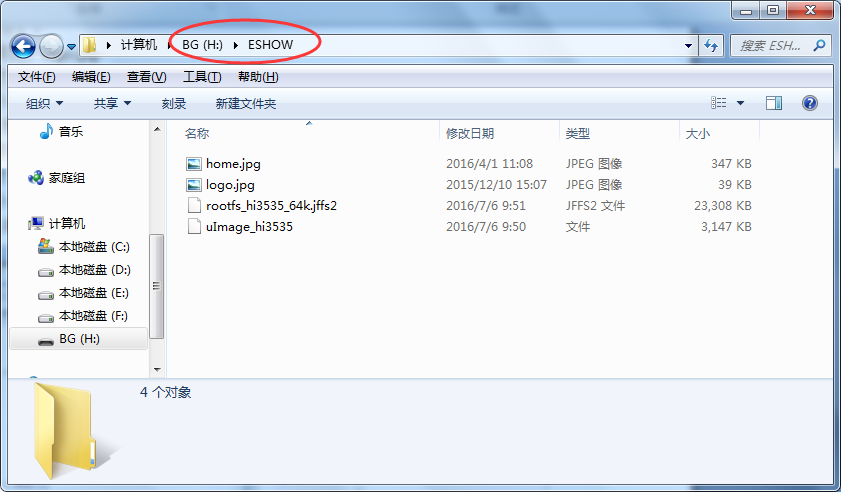 计算机 BG (H:) ESHOW 搜索 ESH...
文件(F) 编辑(E) 查看(V) 工具(T) 帮助(H)
组织 共享 刻录 新建文件夹
音乐
家庭组
计算机
本地磁盘 (C:)
本地磁盘 (D:)
本地磁盘 (E:)
本地磁盘 (F:)
BG (H:)
名称 修改日期 类型 大小
home.jpg 2016/4/1 11:08 JPEG 图像 347 KB
logo.jpg 2015/12/10 15:07 JPEG 图像 39 KB
rootfs_hi3535_64k.jffs2 2016/7/6 9:51 JFFS2 文件 23,308 KB
uImage_hi3535 2016/7/6 9:50 文件 3,147 KB
4 个对象